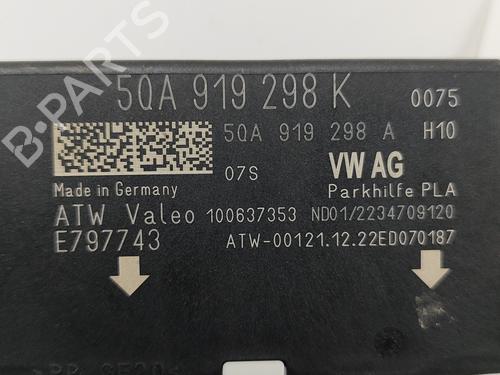 5QA 919 298 K 0075
5QA 919 298 A H10
07S VW AG
Made in Germany Parkhilfe PLA
ATW Valeo 100637353 ND01/2234709120
E797743 ATW-00121.12.22ED070187
B-PARTS